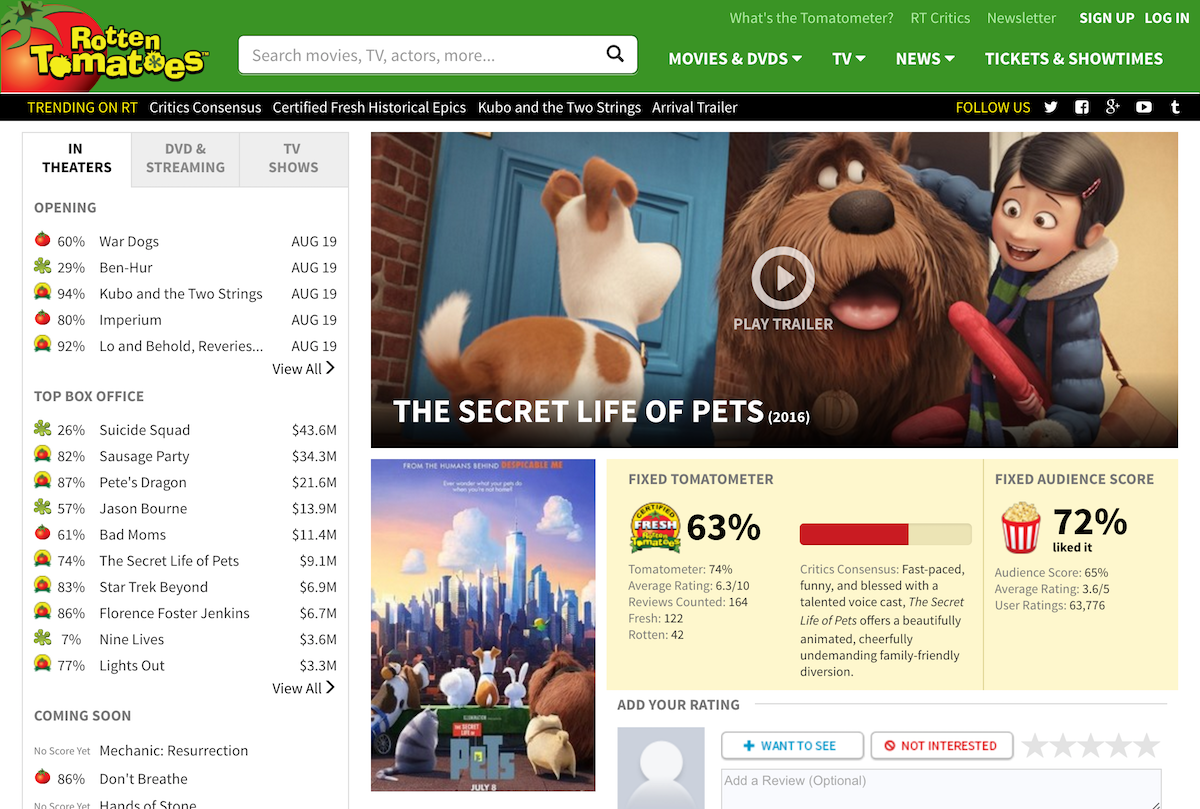 What's the Tomatometer? RT Critics Newsletter SIGN UP LOG IN
Rotten
Tomatoes™
Search movies, TV, actors, more...
MOVIES & DVDS TV NEWS TICKETS & SHOWTIMES
TRENDING ON RT Critics Consensus Certified Fresh Historical Epics Kubo and the Two Strings Arrival Trailer FOLLOW US
IN
THEATERS
DVD &
STREAMING
TV
SHOWS
OPENING
60% War Dogs AUG 19
29% Ben-Hur AUG 19
94% Kubo and the Two Strings AUG 19
80% Imperium AUG 19
92% Lo and Behold, Reveries... AUG 19
View All
TOP BOX OFFICE
26% Suicide Squad $43.6M
82% Sausage Party $34.3M
87% Pete's Dragon $21.6M
57% Jason Bourne $13.9M
61% Bad Moms $11.4M
74% The Secret Life of Pets $9.1M
83% Star Trek Beyond $6.9M
86% Florence Foster Jenkins $6.7M
7% Nine Lives $3.6M
77% Lights Out $3.3M
View All
COMING SOON
No Score Yet Mechanic: Resurrection
86% Don't Breathe
No Score Yet Hands of Stone
PLAY TRAILER
THE SECRET LIFE OF PETS (2016)
FROM THE HUMANS BEHIND DESPICABLE ME
Ever wonder what your pets do
when you're not home?
ILLUMINATION
THE SECRET
LIFE OF
PETS
JULY 8
FIXED TOMATOMETER
CERTIFIED
FRESH
Rotten
Tomatoes
63%
Tomatometer: 74%
Average Rating: 6.3/10
Reviews Counted: 164
Fresh: 122
Rotten: 42
Critics Consensus: Fast-paced,
funny, and blessed with a
talented voice cast, The Secret
Life of Pets offers a beautifully
animated, cheerfully
undemanding family-friendly
diversion.
FIXED AUDIENCE SCORE
72%
liked it
Audience Score: 65%
Average Rating: 3.6/5
User Ratings: 63,776
ADD YOUR RATING
WANT TO SEE NOT INTERESTED
Add a Review (Optional)